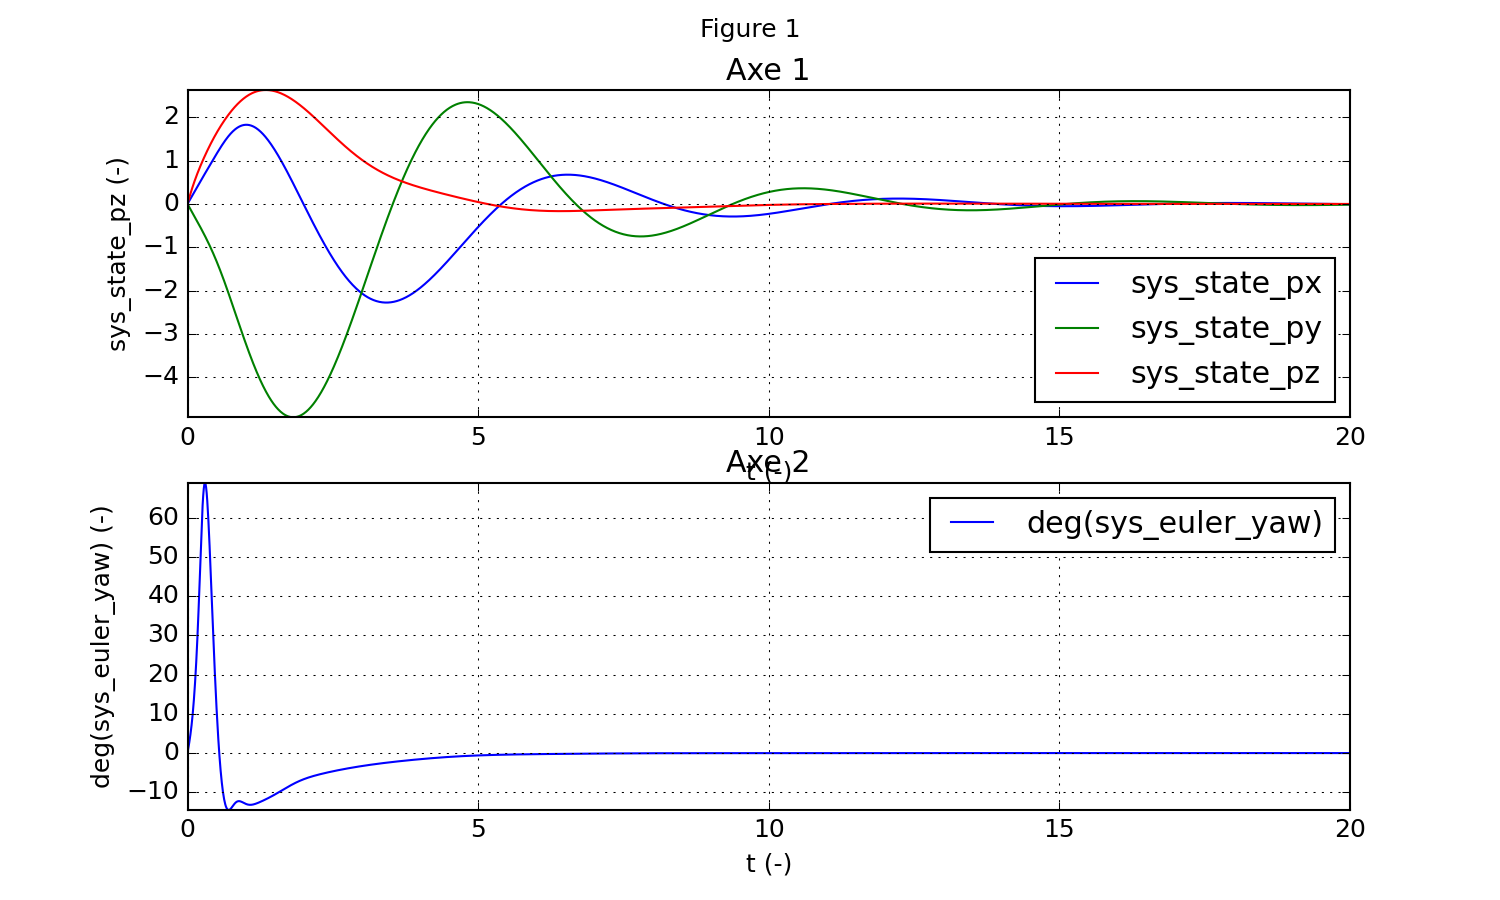 Figure 1
Axe 1
sys_state_pz (-)
2
1
0
−1
−2
−3
−4
sys_state_px
sys_state_py
sys_state_pz
0 5 10 15 20
t (-)
Axe 2
deg(sys_euler_yaw) (-)
60
50
40
30
20
10
0
−10
deg(sys_euler_yaw)
0 5 10 15 20
t (-)